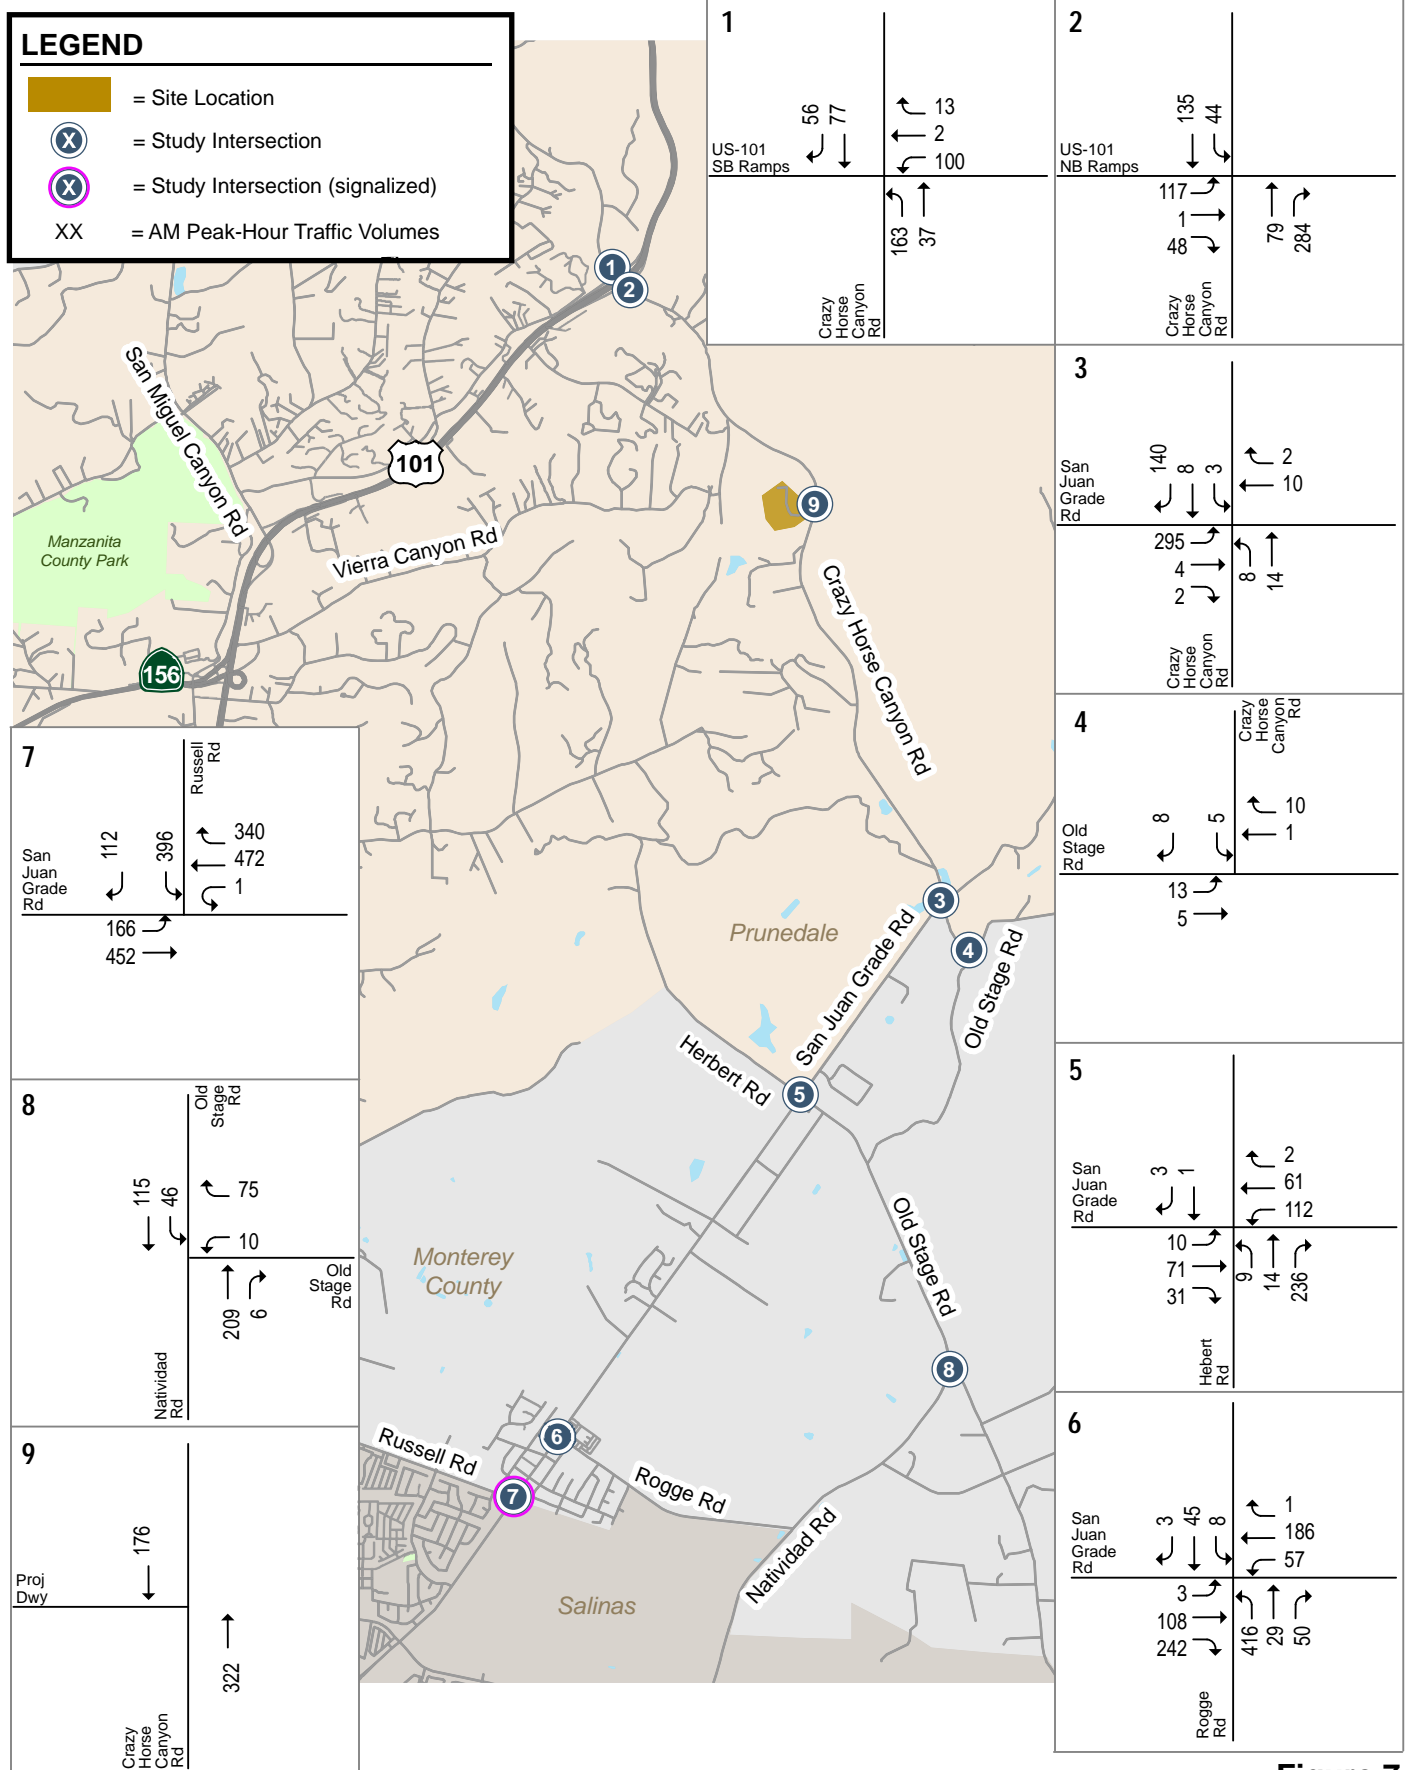 LEGEND
= Site Location
X
= Study Intersection
X
= Study Intersection (signalized)
XX
= AM Peak-Hour Traffic Volumes
1
56
77
13
2
100
US-101
SB Ramps
163
37
Crazy
Horse
Canyon
Rd
2
135
44
US-101
NB Ramps
117
1
48
79
284
Crazy
Horse
Canyon
Rd
3
140
8
3
2
10
San
Juan
Grade
Rd
295
4
2
8
14
Crazy
Horse
Canyon
Rd
4
Crazy
Horse
Canyon
Rd
8
5
10
1
Old
Stage
Rd
13
5
5
3
1
2
61
112
San
Juan
Grade
Rd
10
71
31
9
14
236
Hebert
Rd
6
3
45
8
1
186
57
San
Juan
Grade
Rd
3
108
242
416
29
50
Rogge
Rd
7
Russell
Rd
112
396
340
472
1
San
Juan
Grade
Rd
166
452
8
Old
Stage
Rd
115
46
75
10
209
6
Old
Stage
Rd
Natividad
Rd
9
176
Proj
Dwy
322
Crazy
Horse
Canyon
Rd
1
2
San Miguel Canyon Rd
101
9
Manzanita
County Park
Vierra Canyon Rd
Crazy Horse Canyon Rd
156
3
Prunedale
San Juan Grade Rd
4
Old Stage Rd
Herbert Rd
5
Old Stage Rd
Monterey
County
8
6
Russell Rd
7
Rogge Rd
Natividad Rd
Salinas